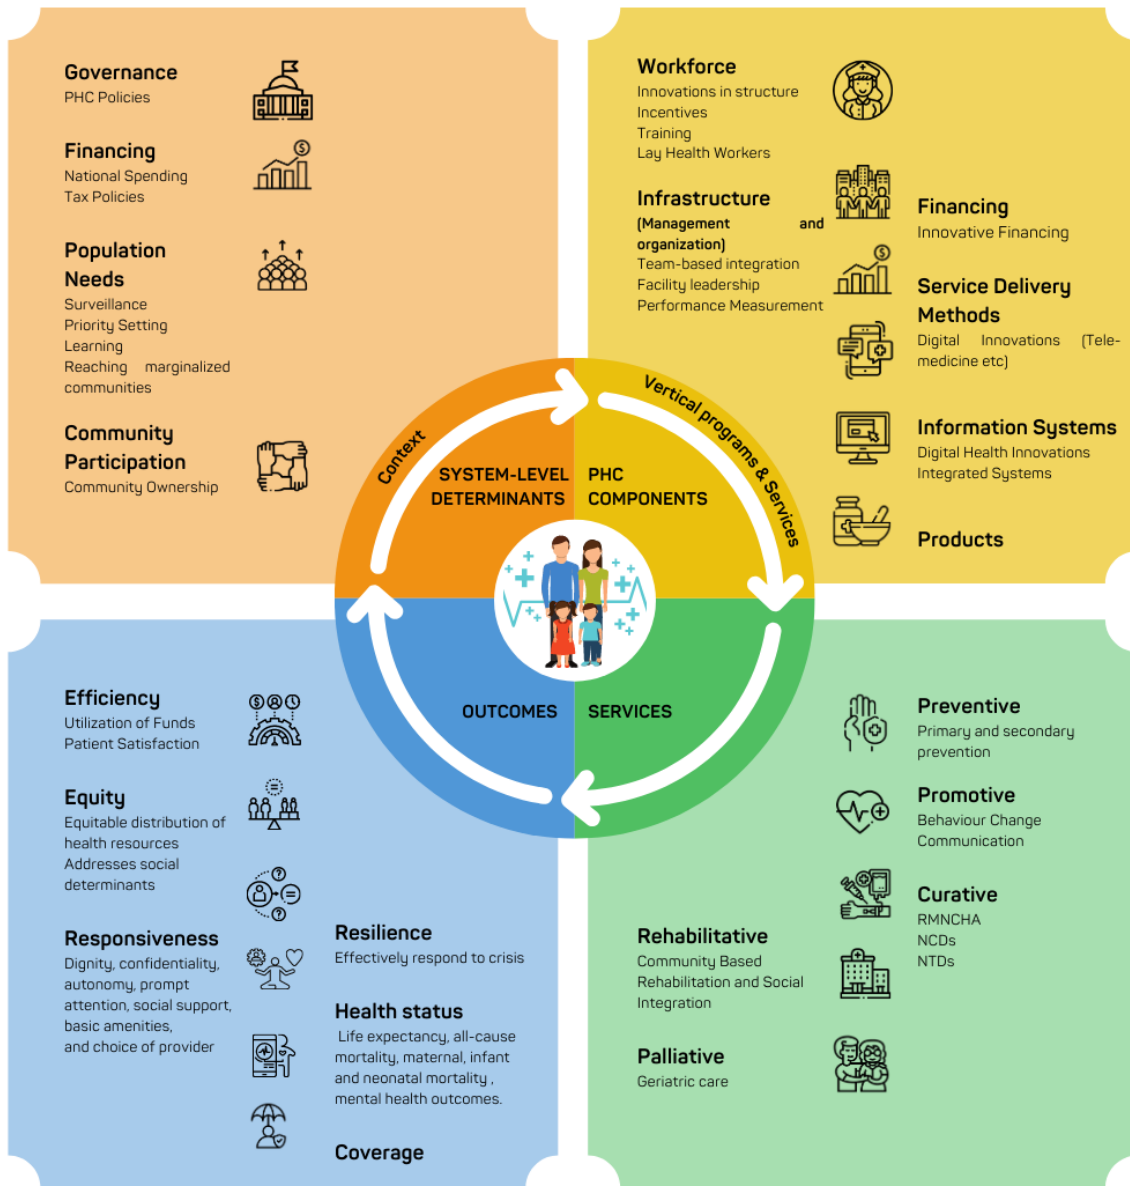 Governance
PHC Policies
Financing
National Spending
Tax Policies
Population
Needs
Surveillance
Priority Setting
Learning
Reaching marginalized
communities
Community
Participation
Community Ownership
Workforce
Innovations in structure
Incentives
Training
Lay Health Workers
Infrastructure
(Management and
organization)
Team-based integration
Facility leadership
Performance Measurement
Financing
Innovative Financing
Service Delivery
Methods
Digital Innovations (Tele-
medicine etc)
Information Systems
Digital Health Innovations
Integrated Systems
Products
Context
SYSTEM-LEVEL
DETERMINANTS
Vertical programs & Services
PHC
COMPONENTS
OUTCOMES
SERVICES
Efficiency
Utilization of Funds
Patient Satisfaction
Equity
Equitable distribution of
health resources
Addresses social
determinants
Responsiveness
Dignity, confidentiality,
autonomy, prompt
attention, social support,
basic amenities,
and choice of provider
Resilience
Effectively respond to crisis
Health status
Life expectancy, all-cause
mortality, maternal, infant
and neonatal mortality ,
mental health outcomes.
Coverage
Preventive
Primary and secondary
prevention
Promotive
Behaviour Change
Communication
Curative
RMNCHA
NCDs
NTDs
Rehabilitative
Community Based
Rehabilitation and Social
Integration
Palliative
Geriatric care